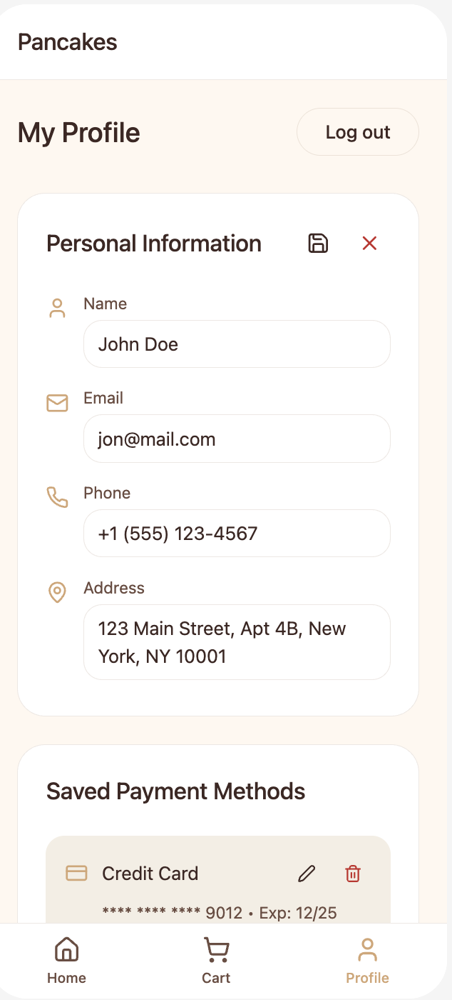 Pancakes
My Profile
Log out
Personal Information
Name
John Doe
Email
jon@mail.com
Phone
+1 (555) 123-4567
Address
123 Main Street, Apt 4B, New
York, NY 10001
Saved Payment Methods
Credit Card
**** **** **** 9012 • Exp: 12/25
Home
Cart
Profile